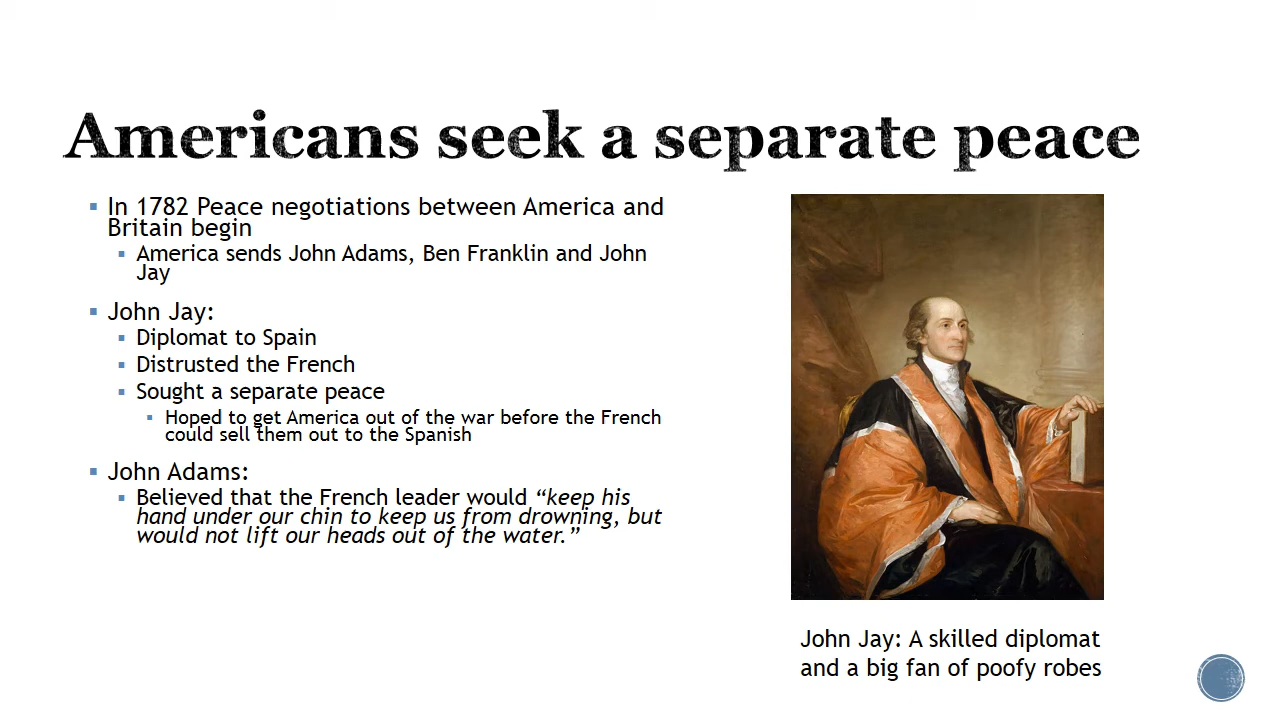 Americans seek a separate peace
In 1782 Peace negotiations between America and
Britain begin
America sends John Adams, Ben Franklin and John
Jay
John Jay:
Diplomat to Spain
Distrusted the French
Sought a separate peace
Hoped to get America out of the war before the French
could sell them out to the Spanish
John Adams:
Believed that the French leader would “keep his
hand under our chin to keep us from drowning, but
would not lift our heads out of the water.”
John Jay: A skilled diplomat
and a big fan of poofy robes